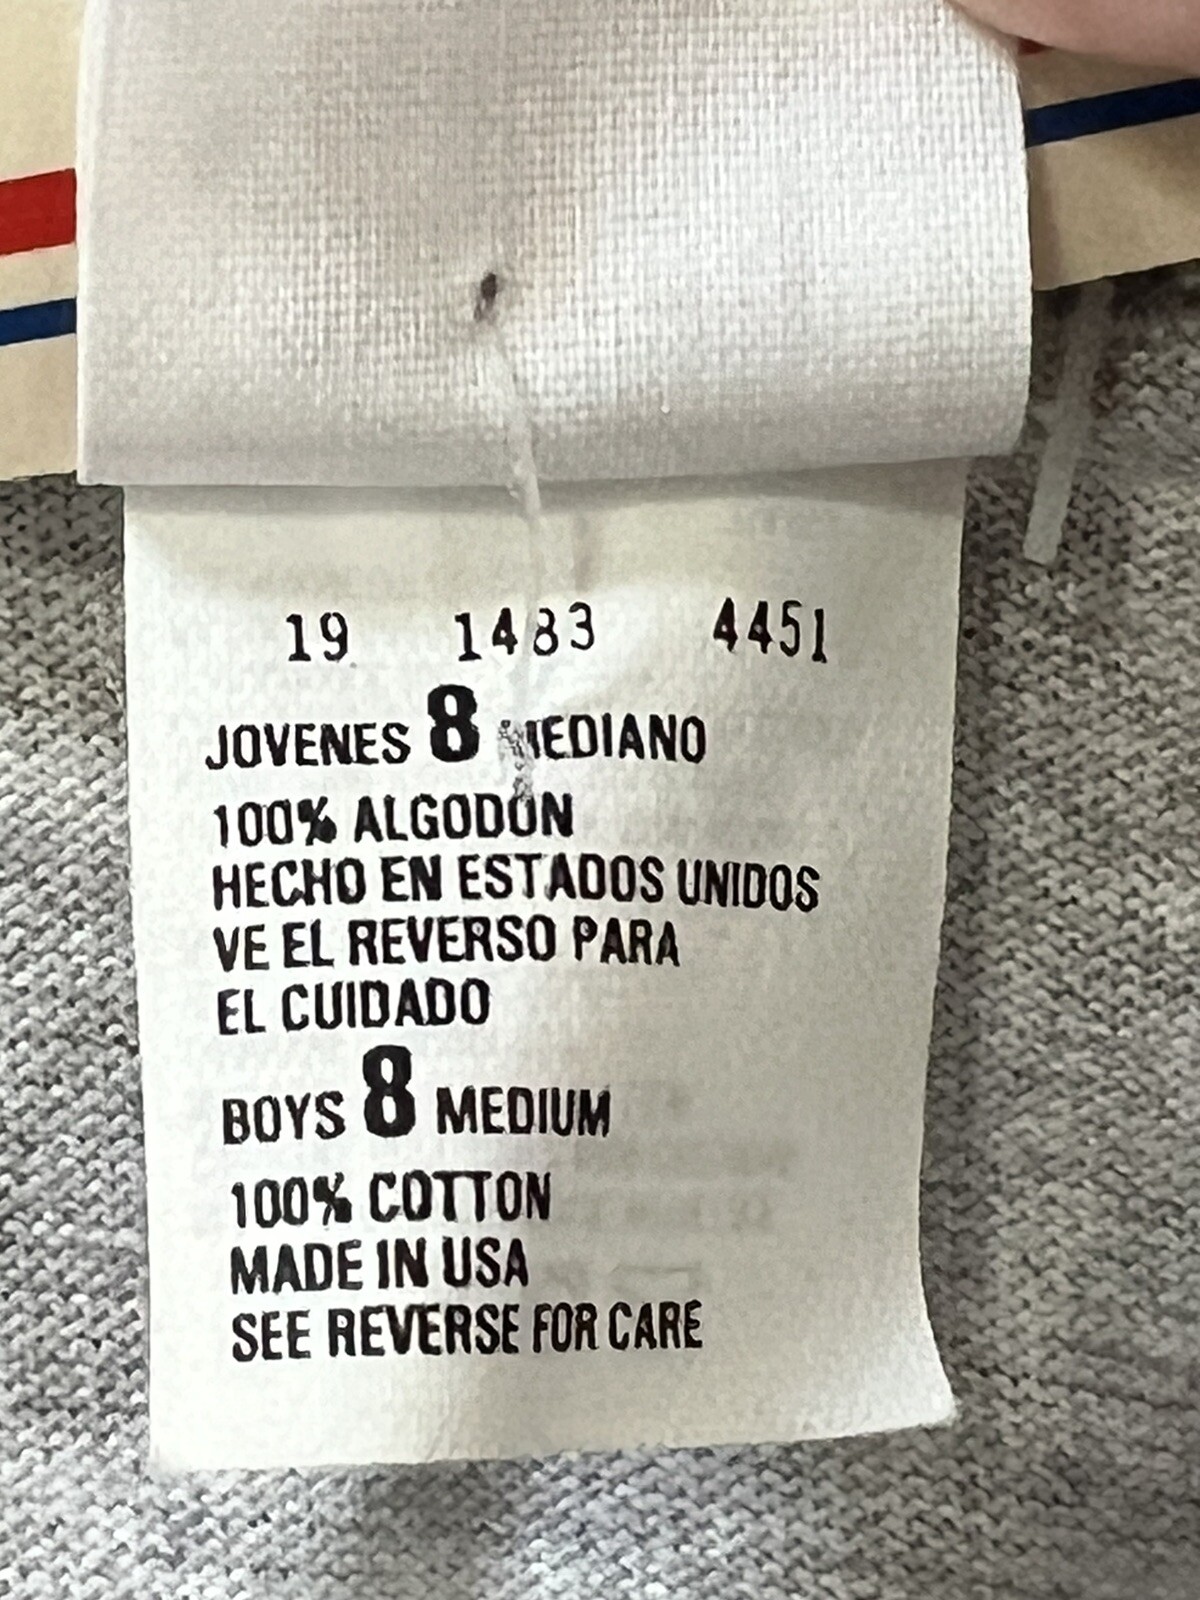 19 1483 4451
JOVENES 8 MEDIANO
100% ALGODÓN
HECHO EN ESTADOS UNIDOS
VE EL REVERSO PARA
EL CUIDADO
BOYS 8 MEDIUM
100% COTTON
MADE IN USA
SEE REVERSE FOR CARE